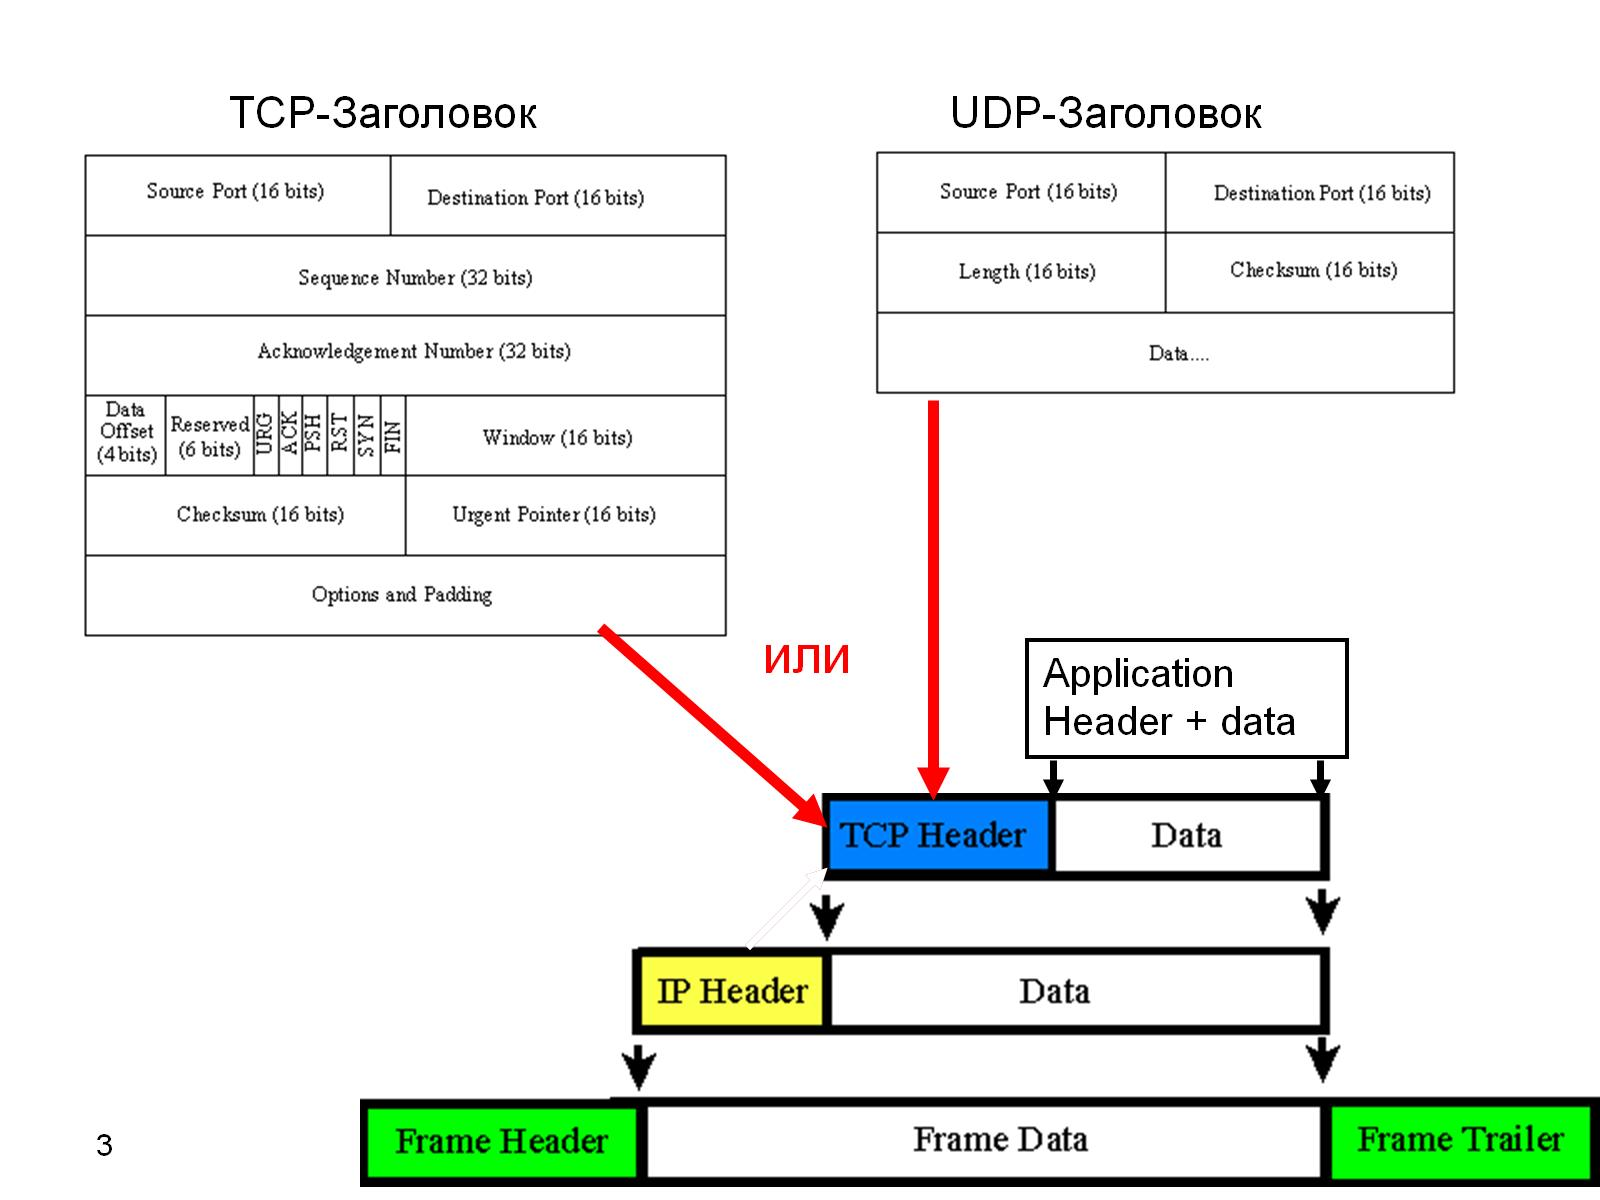 TCP-Заголовок
Source Port (16 bits)
Destination Port (16 bits)
Sequence Number (32 bits)
Acknowledgement Number (32 bits)
Data
Offset
(4 bits)
Reserved
(6 bits)
URG
ACK
PSH
RST
SYN
FIN
Window (16 bits)
Checksum (16 bits)
Urgent Pointer (16 bits)
Options and Padding
UDP-Заголовок
Source Port (16 bits)
Destination Port (16 bits)
Length (16 bits)
Checksum (16 bits)
Data....
или
Application
Header + data
TCP Header
Data
IP Header
Data
Frame Header
Frame Data
Frame Trailer
3